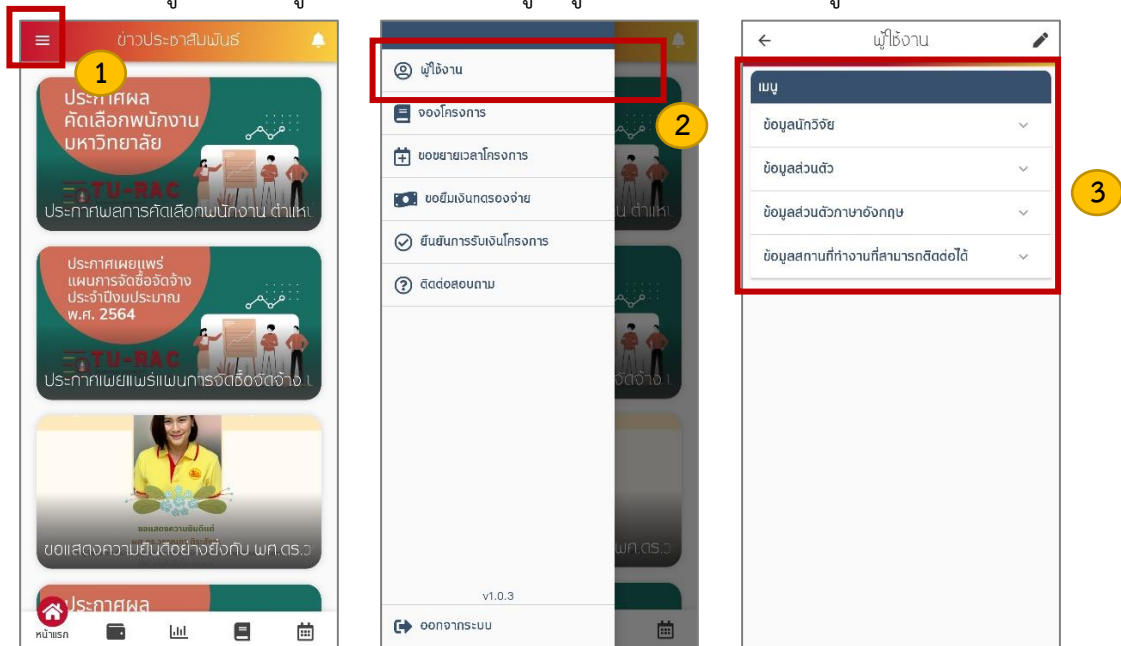 ข่าวประชาสัมพันธ์
1
ประกาศผล
คัดเลือกพนักงาน
มหาวิทยาลัย
TU-RAC
ประกาศผลการคัดเลือกพนักงาน ตำแหน่
ประกาศเผยแพร่
แผนการจัดซื้อจัดจ้าง
ประจำปีงบประมาณ
พ.ศ. 2564
TU-RAC
ประกาศเผยแพร่แผนการจัดซื้อจัดจ้าง
ขอแสดงความยินดีแด่
ขอแสดงความยินดีอย่างยิ่งกับ ผศ.ดร.ว
ประกาศผล
หน้าแรก
ผู้ใช้งาน
2
จองโครงการ
ขอขยายเวลาโครงการ
ขอยืมเงินทดรองจ่าย
ยืนยันการรับเงินโครงการ
ติดต่อสอบถาม
v1.0.3
ออกจากระบบ
ผู้ใช้งาน
เมนู
ข้อมูลนักวิจัย
ข้อมูลส่วนตัว
ข้อมูลส่วนตัวภาษาอังกฤษ
ข้อมูลสถานที่ทำงานที่สามารถติดต่อได้
3